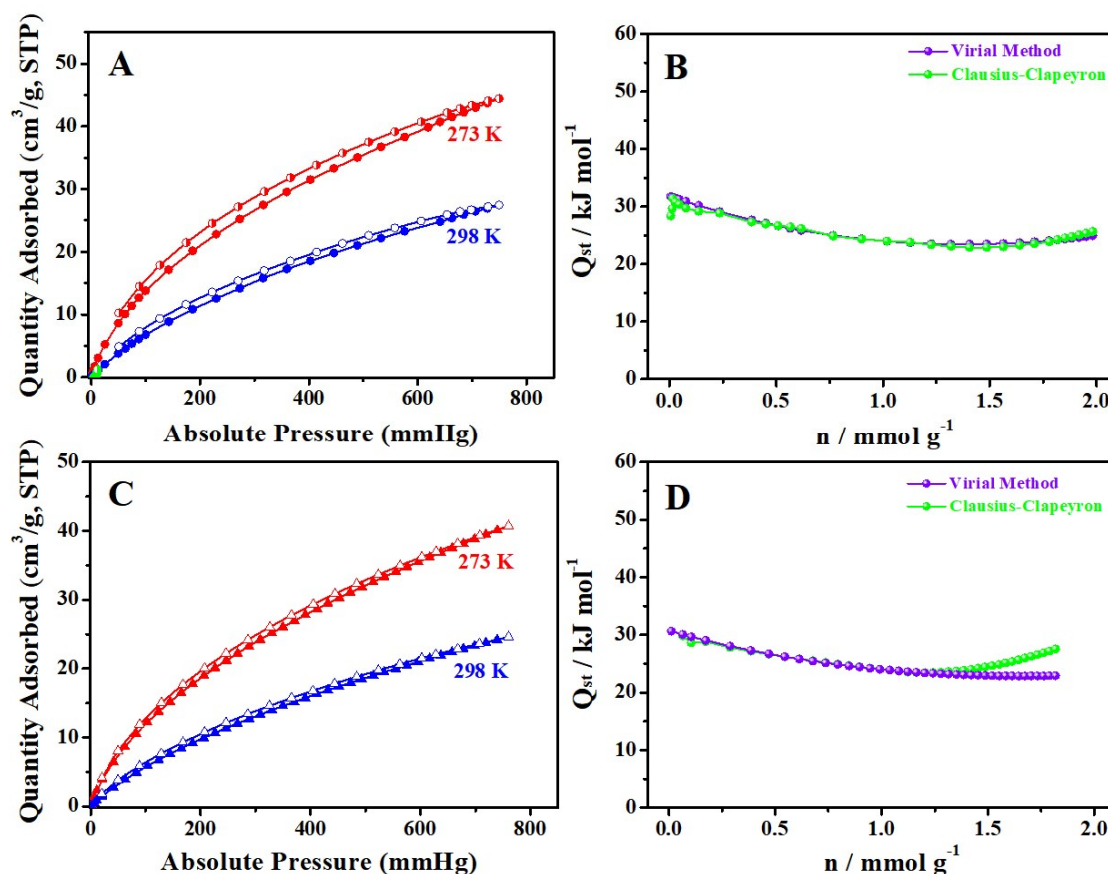 A
Quantity Adsorbed (cm³/g, STP)
50
40
30
20
10
0
273 K
298 K
0
200
400
600
800
Absolute Pressure (mmHg)
B
Virial Method
Clausius-Clapeyron
Qst / kJ mol⁻¹
60
50
40
30
20
10
0
0.0
0.5
1.0
1.5
2.0
n / mmol g⁻¹
C
Quantity Adsorbed (cm³/g, STP)
50
40
30
20
10
0
273 K
298 K
0
200
400
600
800
Absolute Pressure (mmHg)
D
Virial Method
Clausius-Clapeyron
Qst / kJ mol⁻¹
60
50
40
30
20
10
0
0.0
0.5
1.0
1.5
2.0
n / mmol g⁻¹